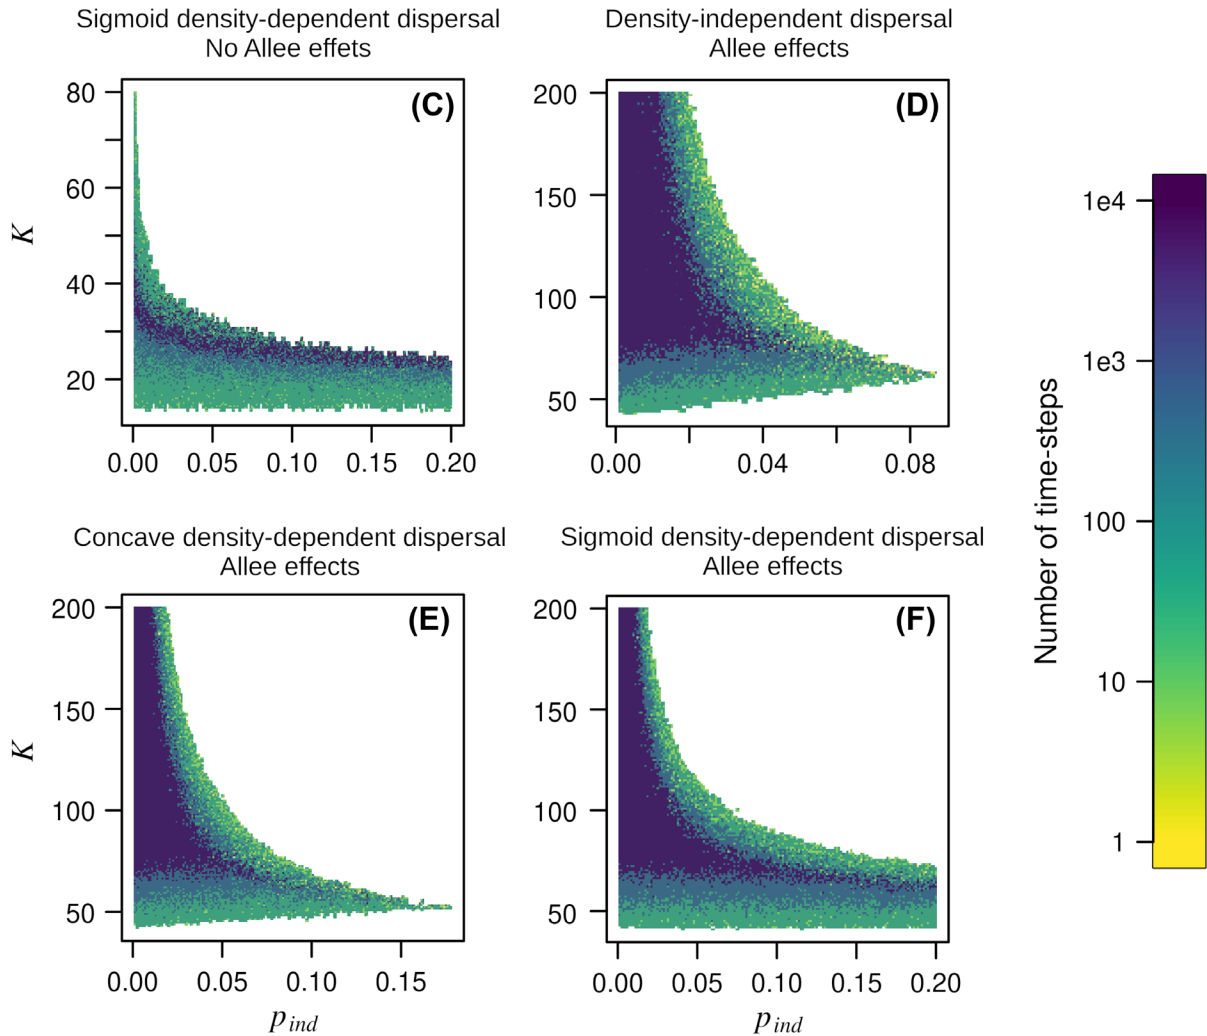 Sigmoid density-dependent dispersal
No Allee effets
(C)
80
60
40
20
K
0.00 0.05 0.10 0.15 0.20
Density-independent dispersal
Allee effects
(D)
200
150
100
50
0.00 0.04 0.08
Concave density-dependent dispersal
Allee effects
(E)
200
150
100
50
K
0.00 0.05 0.10 0.15
p ind
Sigmoid density-dependent dispersal
Allee effects
(F)
200
150
100
50
0.00 0.05 0.10 0.15 0.20
p ind
Number of time-steps
1e4
1e3
100
10
1